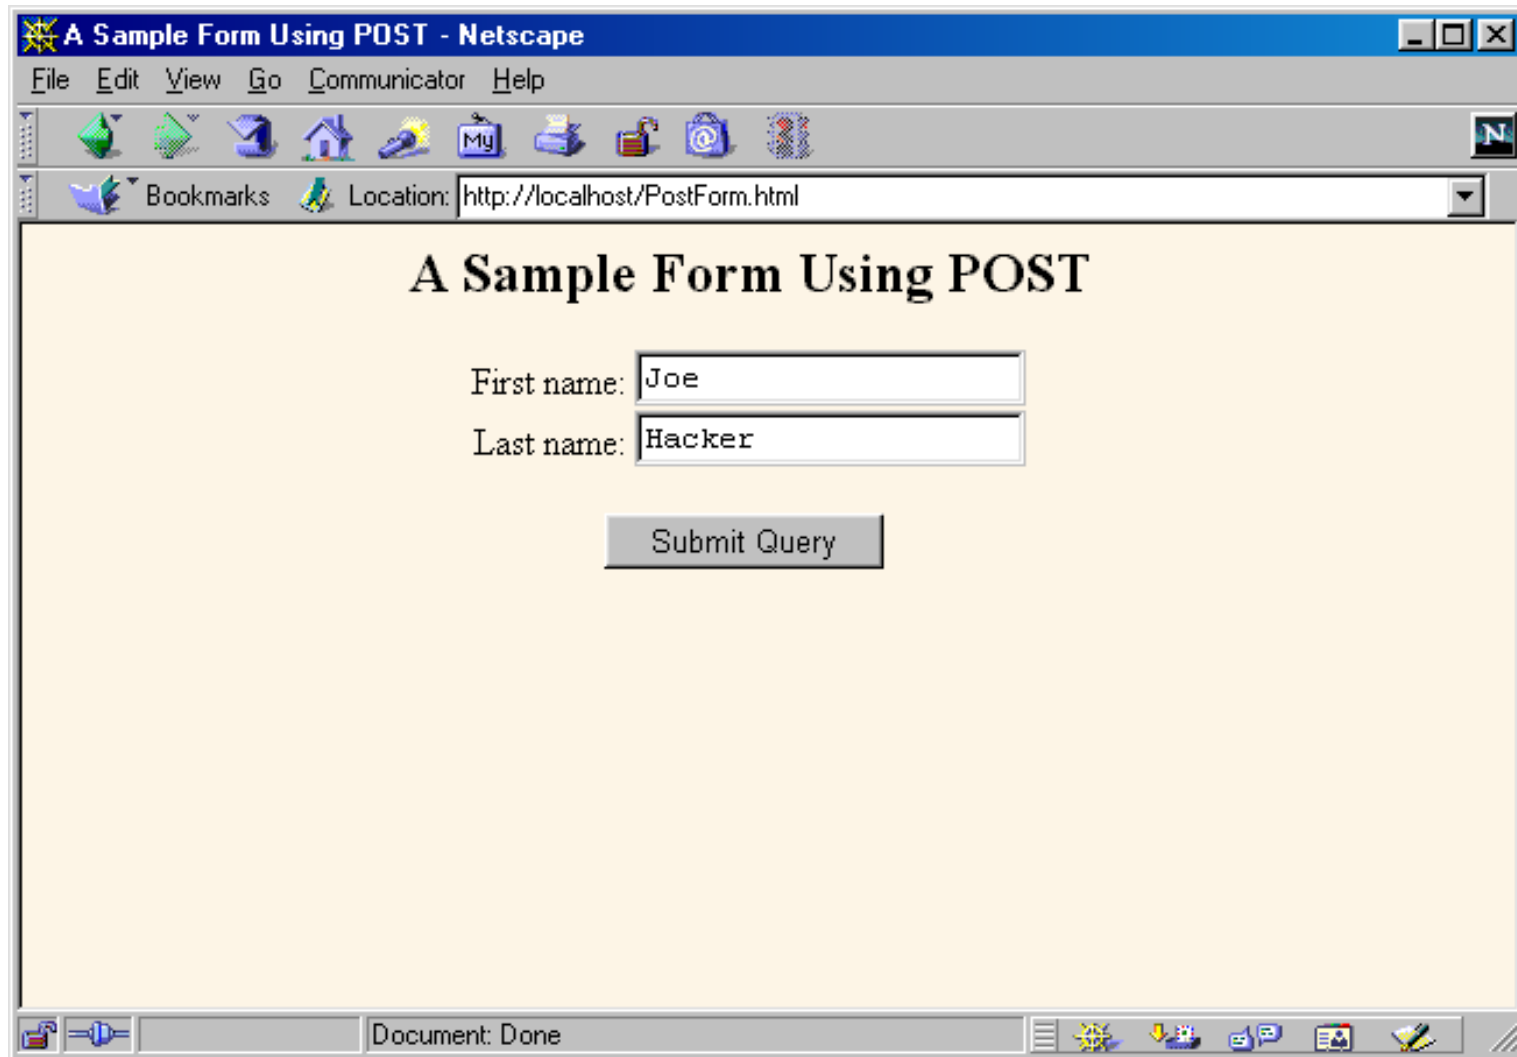 A Sample Form Using POST - Netscape
File Edit View Go Communicator Help
My
N
Bookmarks Location: http://localhost/PostForm.html
A Sample Form Using POST
First name: Joe
Last name: Hacker
Submit Query
Document: Done